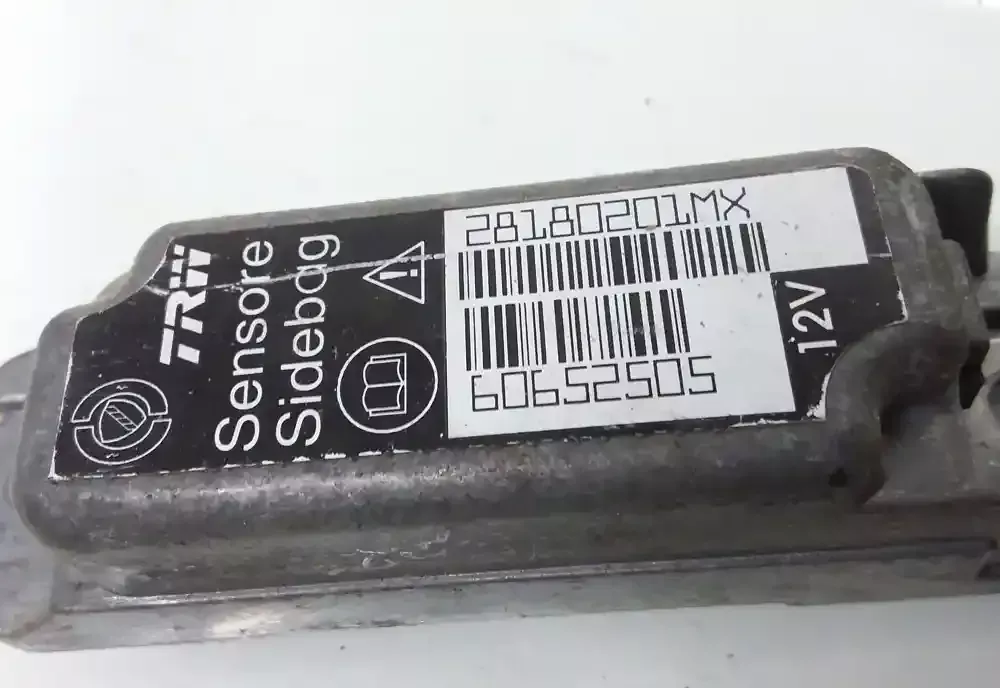 TRW
Sensore
Sidebag
28180201MX
60652505
12V